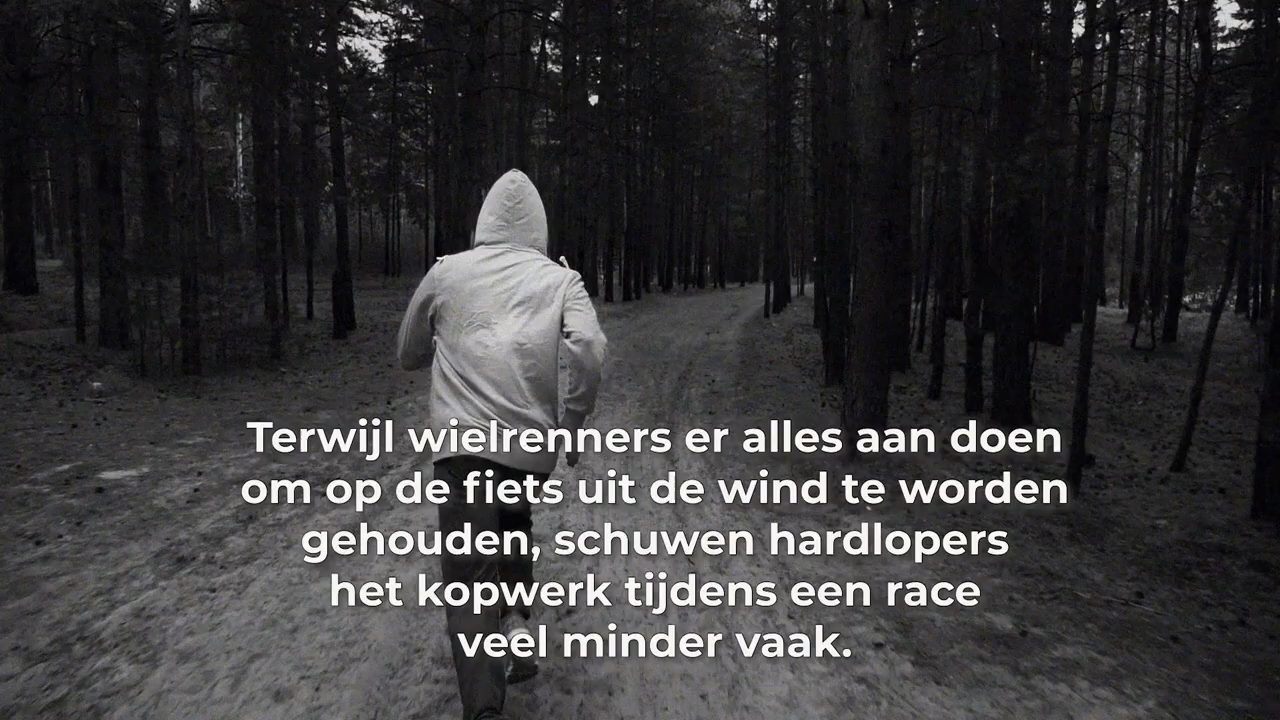 Terwijl wielrenners er alles aan doen
om op de fiets uit de wind te worden
gehouden, schuwen hardlopers
het kopwerk tijdens een race
veel minder vaak.